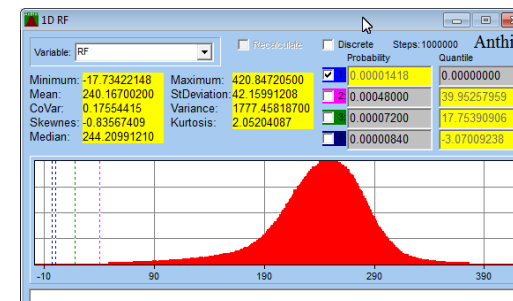 1D RF
Variable: RF Recalculate Discrete Steps:1000000 Anthi
Probability Quantile
Minimum: -17.73422148 Maximum: 420.84720500 1 0.00001418 0.00000000
Mean: 240.16700200 StDeviation: 42.15991208 2 0.00048000 39.95257959
CoVar: 0.17554415 Variance: 1777.45818700 3 0.00007200 17.75390906
Skewnes: -0.83567409 Kurtosis: 2.05204087 0.00000840 -3.07009238
Median: 244.20991210
-10 90 190 290 390